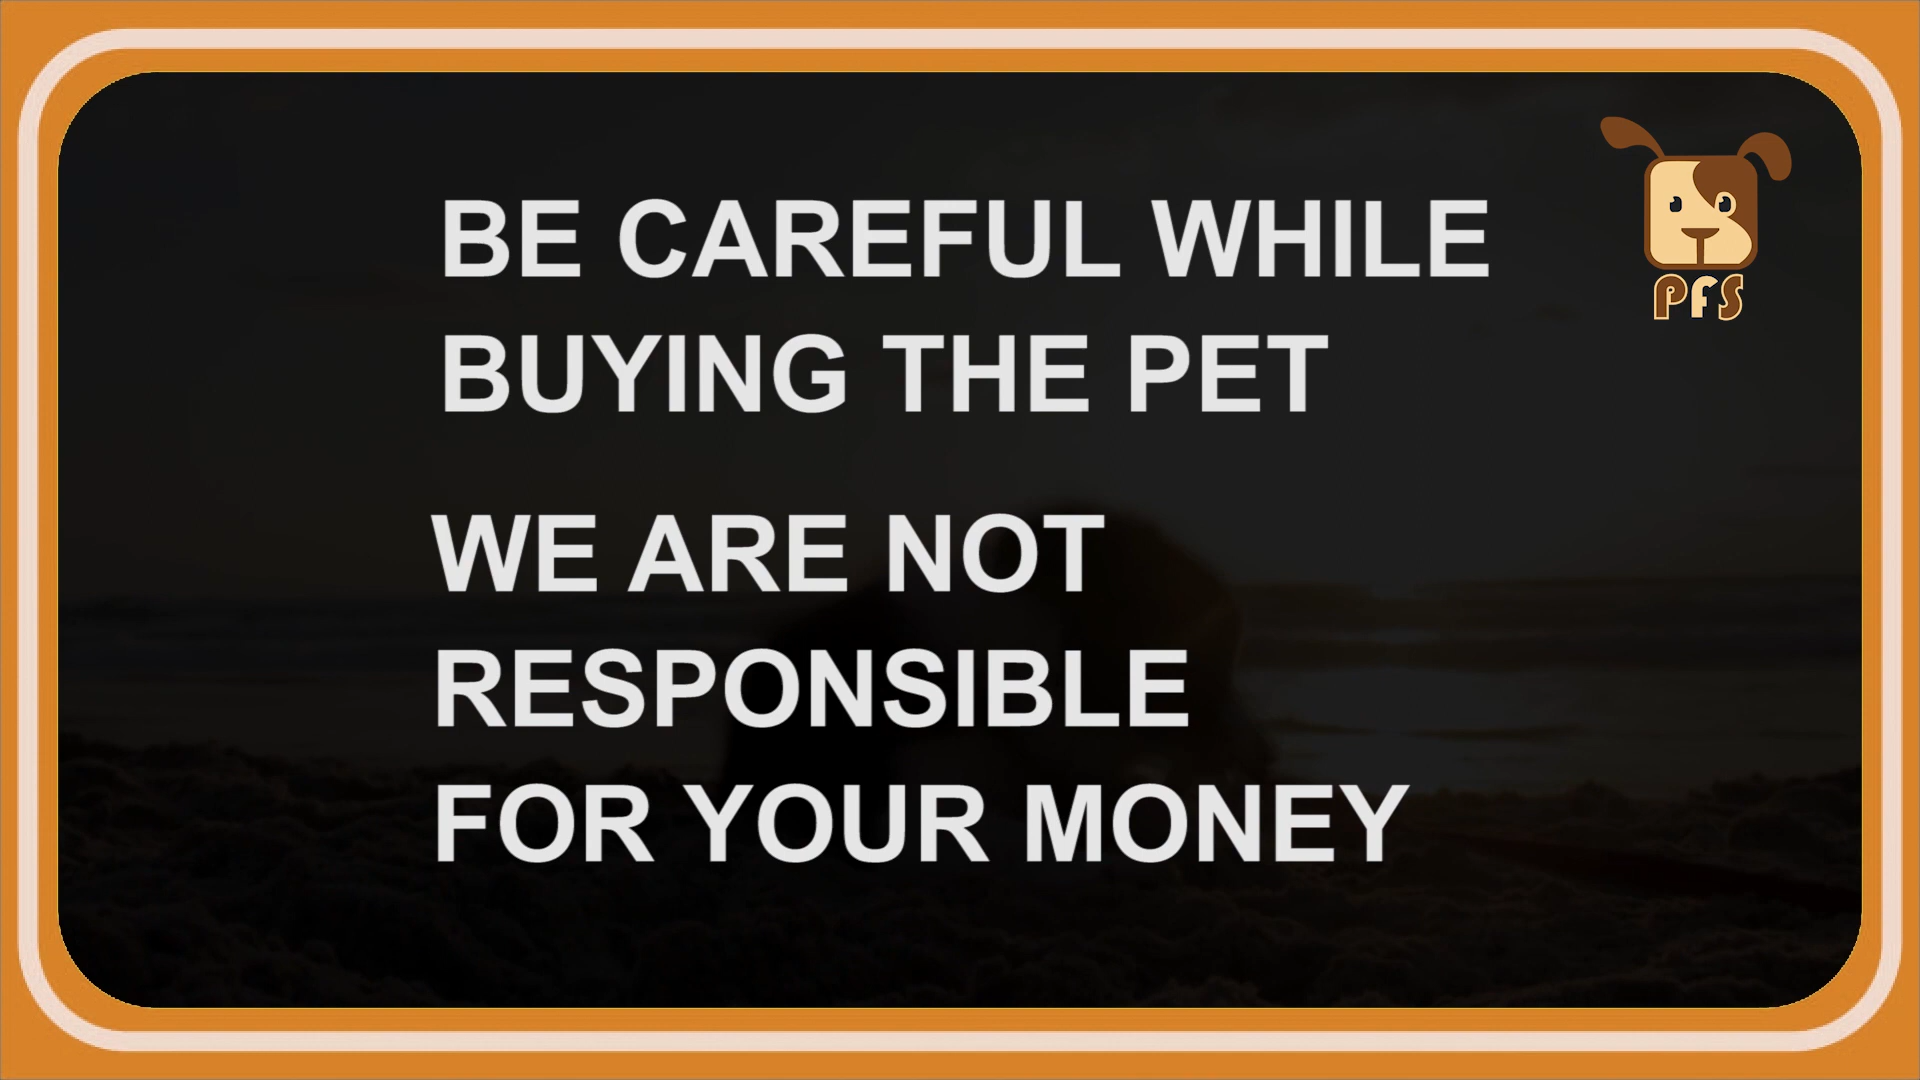 BE CAREFUL WHILE
BUYING THE PET
WE ARE NOT
RESPONSIBLE
FOR YOUR MONEY
PFS